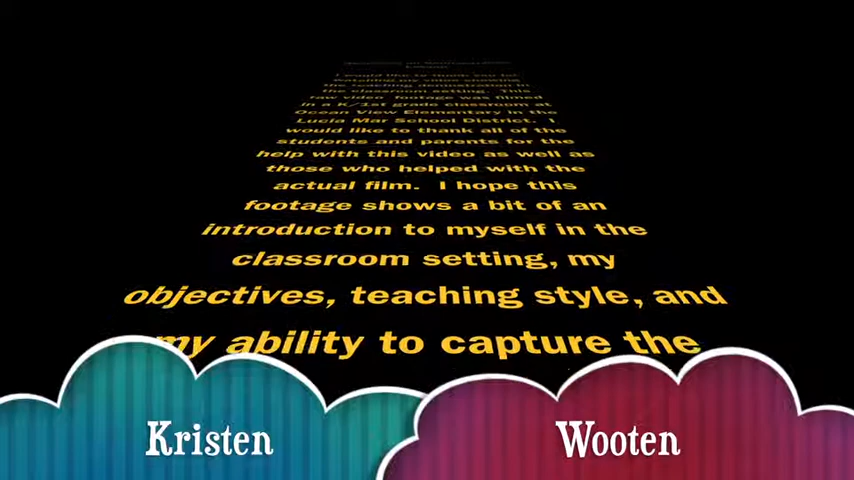 I would like to thank you for
watching my video showing
the teaching demonstration in
the classroom setting. This
raw video footage was filmed
in a K/1st grade classroom at
Ocean View Elementary in the
Lucia Mar School District. I
would like to thank all of the
students and parents for the
help with this video as well as
those who helped with the
actual film. I hope this
footage shows a bit of an
introduction to myself in the
classroom setting, my
objectives, teaching style, and
my ability to capture the
Kristen
Wooten